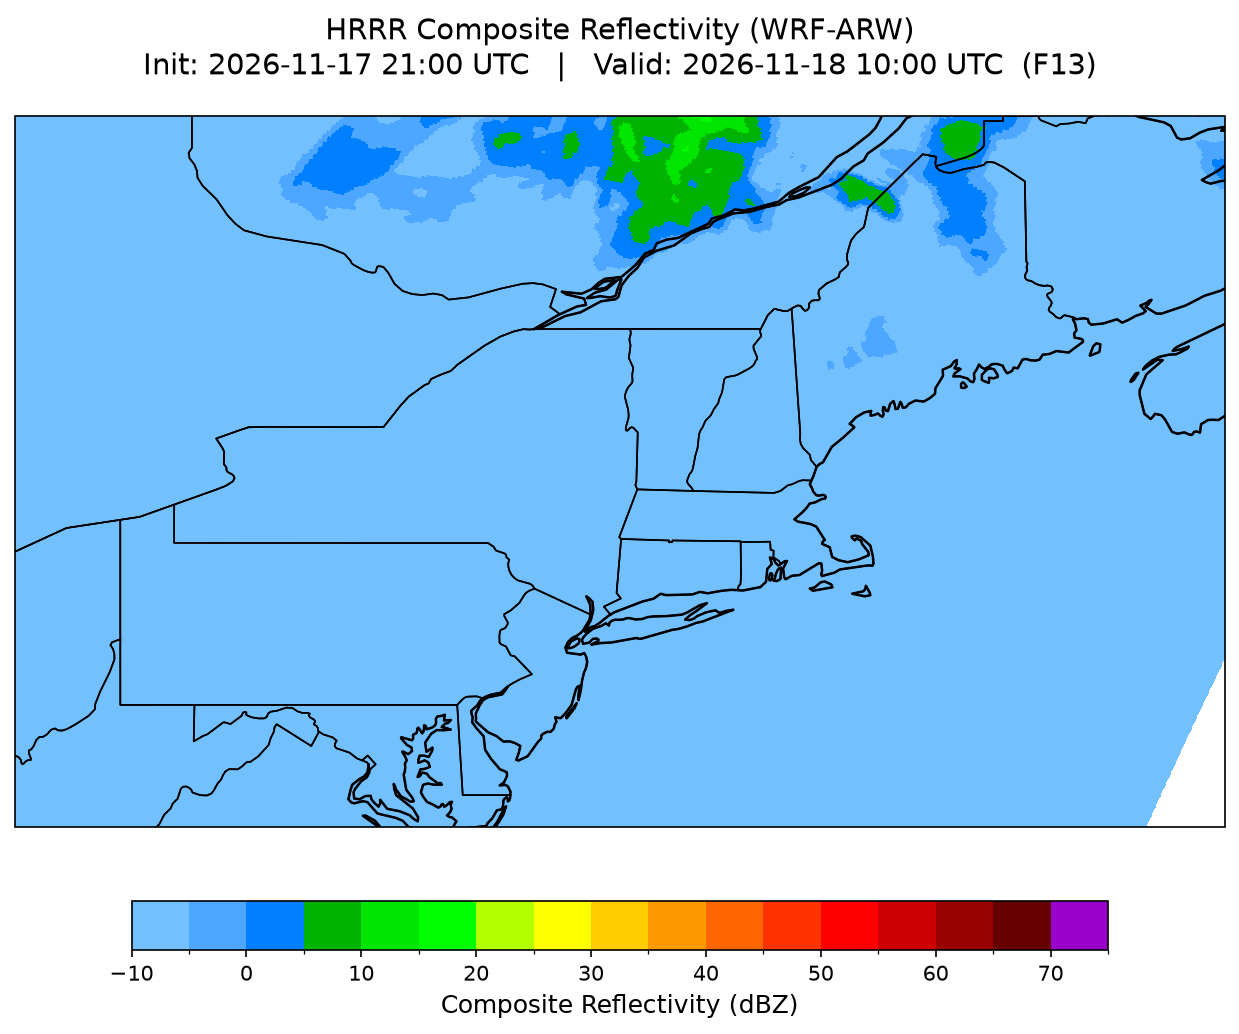 HRRR Composite Reflectivity (WRF-ARW)
Init: 2026-11-17 21:00 UTC   |   Valid: 2026-11-18 10:00 UTC  (F13)
−10 0 10 20 30 40 50 60 70
Composite Reflectivity (dBZ)